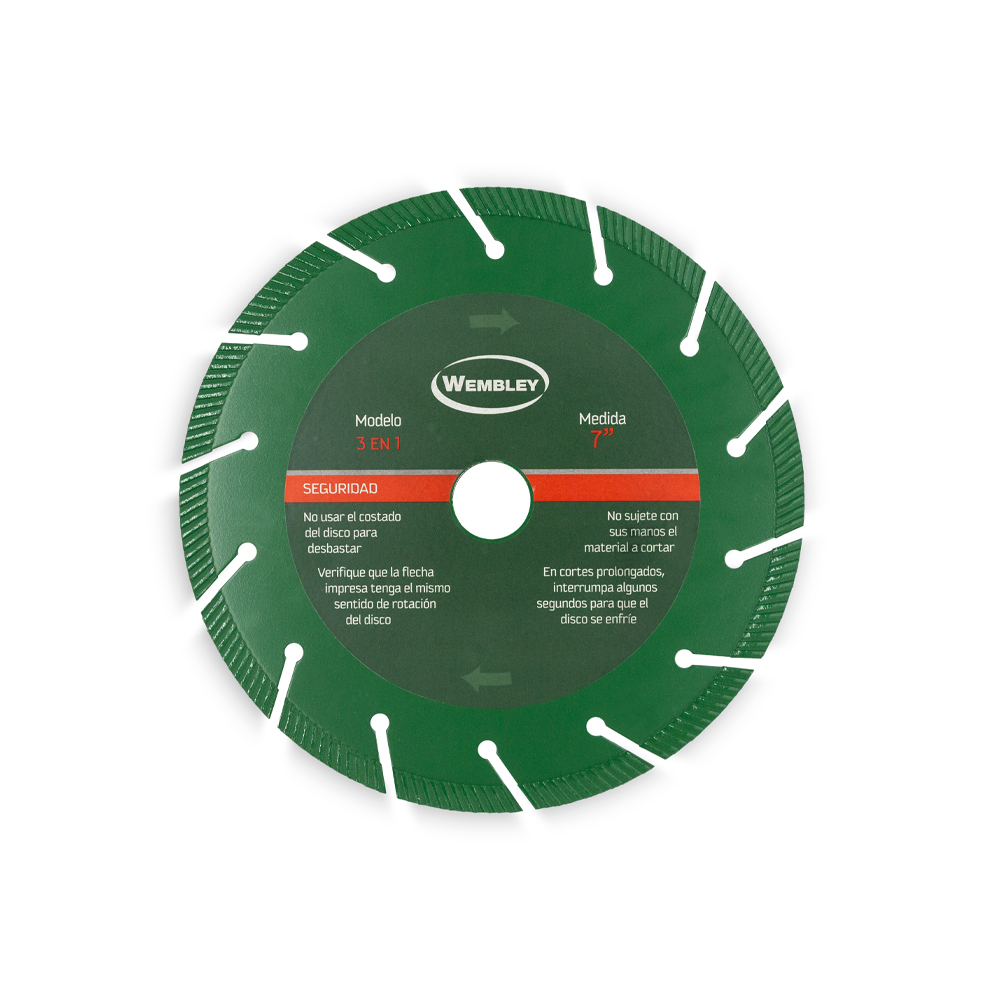 WEMBLEY
Modelo
3 EN 1
Medida
7”
SEGURIDAD
No usar el costado
del disco para
desbastar
Verifique que la flecha
impresa tenga el mismo
sentido de rotación
del disco
No sujete con
sus manos el
material a cortar
En cortes prolongados,
interrumpa algunos
segundos para que el
disco se enfríe